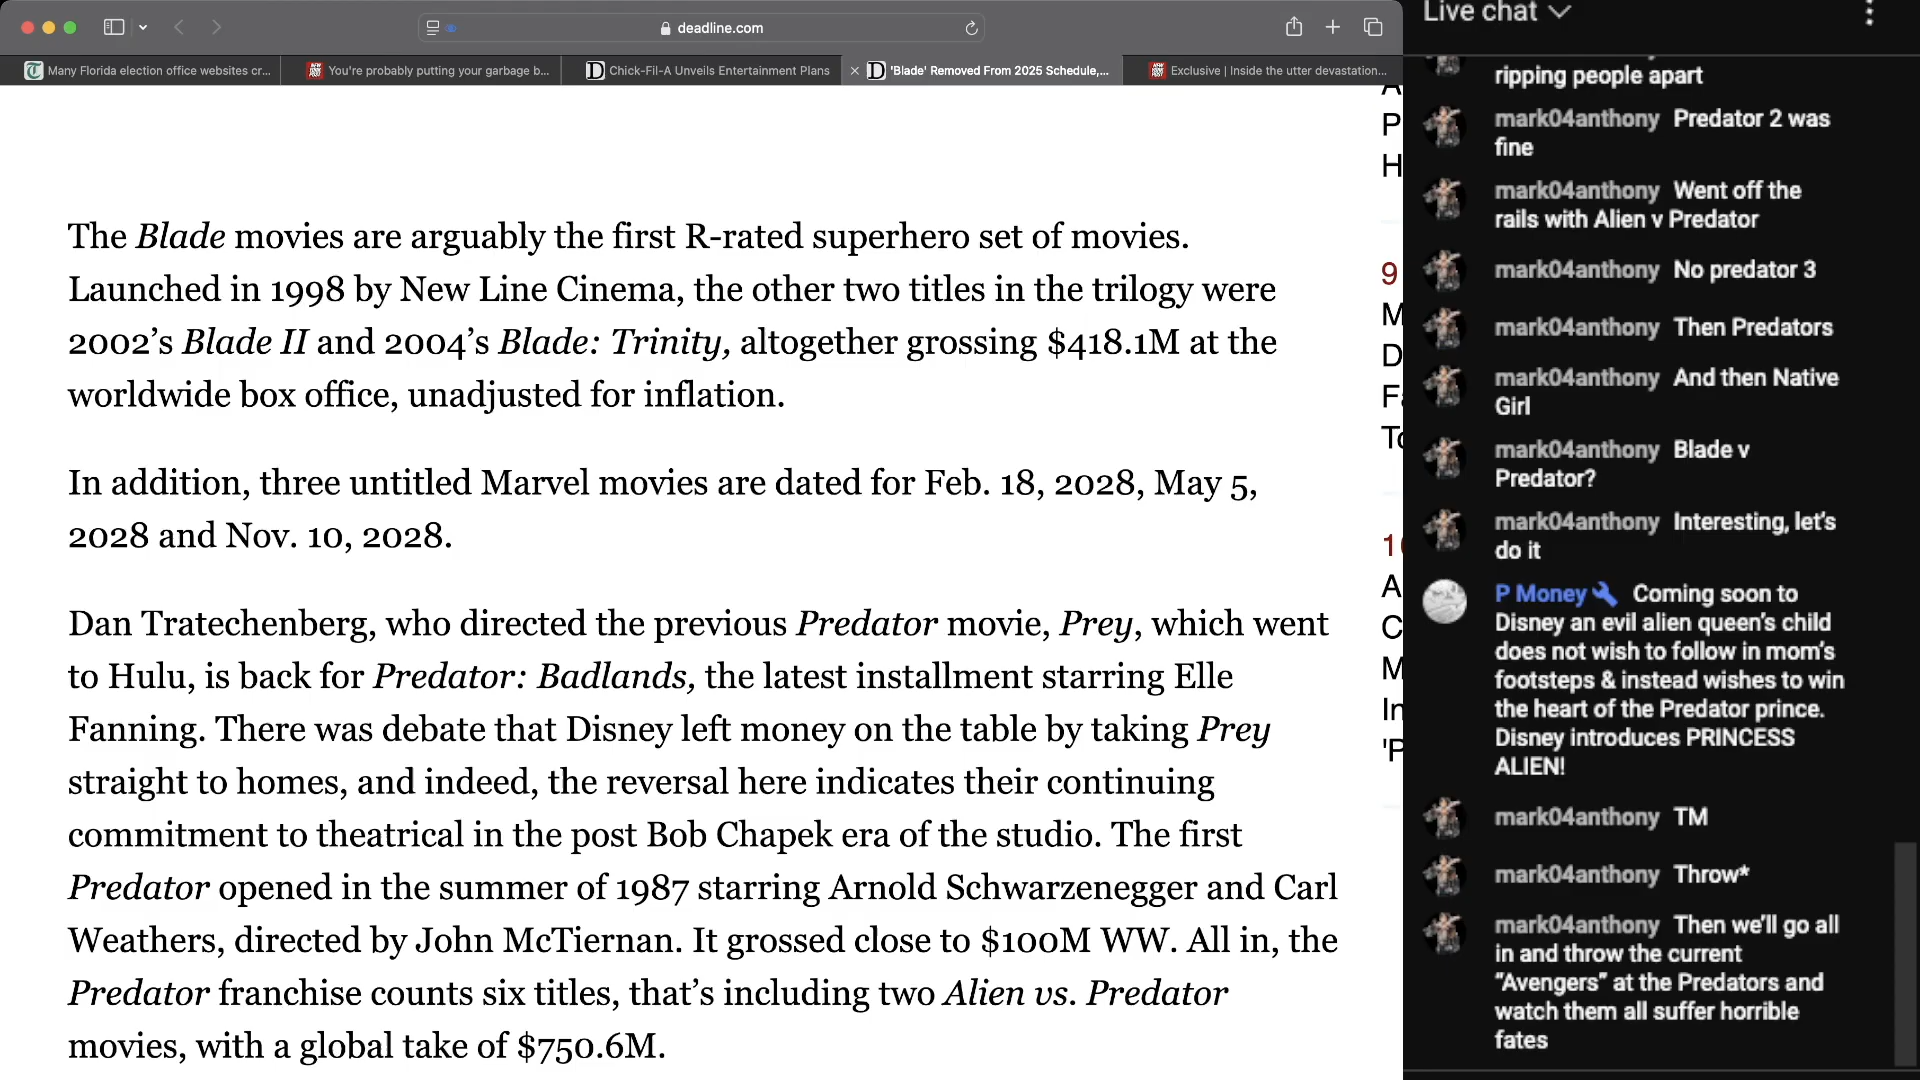 deadline.com
Many Florida election office websites cr...
You're probably putting your garbage b...
Chick-Fil-A Unveils Entertainment Plans
'Blade' Removed From 2025 Schedule,...
Exclusive | Inside the utter devastation...
The Blade movies are arguably the first R-rated superhero set of movies.
Launched in 1998 by New Line Cinema, the other two titles in the trilogy were
2002’s Blade II and 2004’s Blade: Trinity, altogether grossing $418.1M at the
worldwide box office, unadjusted for inflation.
In addition, three untitled Marvel movies are dated for Feb. 18, 2028, May 5,
2028 and Nov. 10, 2028.
Dan Tratechenberg, who directed the previous Predator movie, Prey, which went
to Hulu, is back for Predator: Badlands, the latest installment starring Elle
Fanning. There was debate that Disney left money on the table by taking Prey
straight to homes, and indeed, the reversal here indicates their continuing
commitment to theatrical in the post Bob Chapek era of the studio. The first
Predator opened in the summer of 1987 starring Arnold Schwarzenegger and Carl
Weathers, directed by John McTiernan. It grossed close to $100M WW. All in, the
Predator franchise counts six titles, that’s including two Alien vs. Predator
movies, with a global take of $750.6M.
P
H
9
M
D
To
A
C
M
In
'P
Live chat
ripping people apart
mark04anthony Predator 2 was
fine
mark04anthony Went off the
rails with Alien v Predator
mark04anthony No predator 3
mark04anthony Then Predators
mark04anthony And then Native
Girl
mark04anthony Blade v
Predator?
mark04anthony Interesting, let’s
do it
P Money Coming soon to
Disney an evil alien queen’s child
does not wish to follow in mom’s
footsteps & instead wishes to win
the heart of the Predator prince.
Disney introduces PRINCESS
ALIEN!
mark04anthony TM
mark04anthony Throw*
mark04anthony Then we’ll go all
in and throw the current
“Avengers” at the Predators and
watch them all suffer horrible
fates